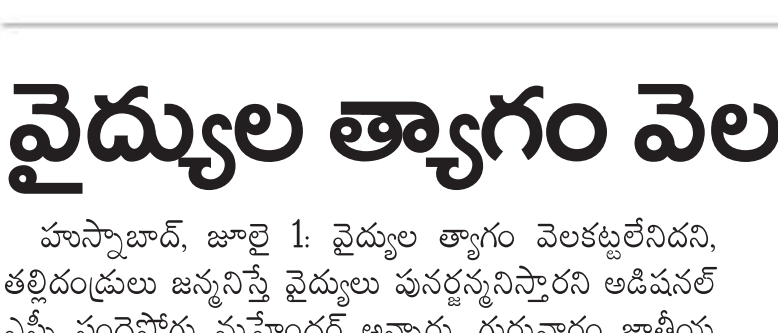 వైద్యుల త్యాగం వెల
హుస్నాబాద్, జూలై 1: వైద్యుల త్యాగం వెలకట్టలేనిదని,
తల్లిదండ్రులు జన్మనిస్తే వైద్యులు పునర్జన్మనిస్తారని అడిషనల్